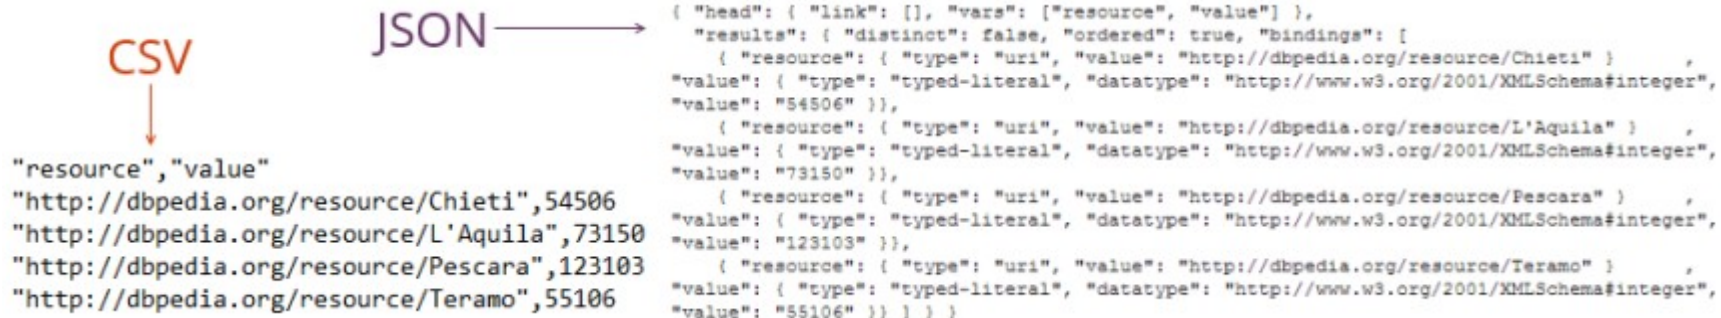 CSV
"resource","value"
"http://dbpedia.org/resource/Chieti",54506
"http://dbpedia.org/resource/L'Aquila",73150
"http://dbpedia.org/resource/Pescara",123103
"http://dbpedia.org/resource/Teramo",55106
JSON
{ "head": { "link": [], "vars": ["resource", "value"] },
"results": { "distinct": false, "ordered": true, "bindings": [
{ "resource": { "type": "uri", "value": "http://dbpedia.org/resource/Chieti" } ,
"value": { "type": "typed-literal", "datatype": "http://www.w3.org/2001/XMLSchema#integer",
"value": "54506" }},
{ "resource": { "type": "uri", "value": "http://dbpedia.org/resource/L'Aquila" } ,
"value": { "type": "typed-literal", "datatype": "http://www.w3.org/2001/XMLSchema#integer",
"value": "73150" }},
{ "resource": { "type": "uri", "value": "http://dbpedia.org/resource/Pescara" } ,
"value": { "type": "typed-literal", "datatype": "http://www.w3.org/2001/XMLSchema#integer",
"value": "123103" }},
{ "resource": { "type": "uri", "value": "http://dbpedia.org/resource/Teramo" } ,
"value": { "type": "typed-literal", "datatype": "http://www.w3.org/2001/XMLSchema#integer",
"value": "55106" }} ] } }